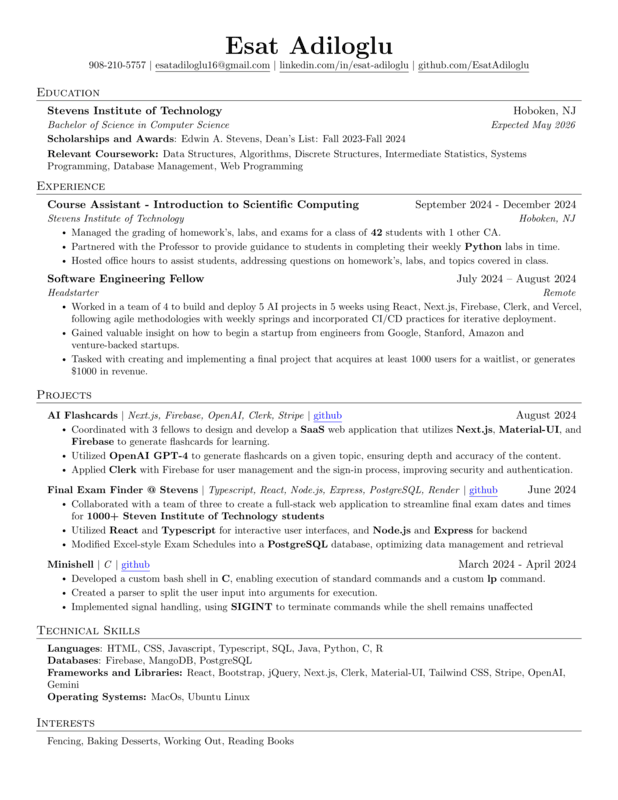 Esat Adiloglu
908-210-5757 | esatadiloglu16@gmail.com | linkedin.com/in/esat-adiloglu | github.com/EsatAdiloglu
Education
Stevens Institute of Technology Hoboken, NJ
Bachelor of Science in Computer Science Expected May 2026
Scholarships and Awards: Edwin A. Stevens, Dean's List: Fall 2023-Fall 2024
Relevant Coursework: Data Structures, Algorithms, Discrete Structures, Intermediate Statistics, Systems
Programming, Database Management, Web Programming
Experience
Course Assistant - Introduction to Scientific Computing September 2024 - December 2024
Stevens Institute of Technology Hoboken, NJ
• Managed the grading of homework's, labs, and exams for a class of 42 students with 1 other CA.
• Partnered with the Professor to provide guidance to students in completing their weekly Python labs in time.
• Hosted office hours to assist students, addressing questions on homework's, labs, and topics covered in class.
Software Engineering Fellow July 2024 – August 2024
Headstarter Remote
• Worked in a team of 4 to build and deploy 5 AI projects in 5 weeks using React, Next.js, Firebase, Clerk, and Vercel,
following agile methodologies with weekly springs and incorporated CI/CD practices for iterative deployment.
• Gained valuable insight on how to begin a startup from engineers from Google, Stanford, Amazon and
venture-backed startups.
• Tasked with creating and implementing a final project that acquires at least 1000 users for a waitlist, or generates
$1000 in revenue.
Projects
AI Flashcards | Next.js, Firebase, OpenAI, Clerk, Stripe | github August 2024
• Coordinated with 3 fellows to design and develop a SaaS web application that utilizes Next.js, Material-UI, and
Firebase to generate flashcards for learning.
• Utilized OpenAI GPT-4 to generate flashcards on a given topic, ensuring depth and accuracy of the content.
• Applied Clerk with Firebase for user management and the sign-in process, improving security and authentication.
Final Exam Finder @ Stevens | Typescript, React, Node.js, Express, PostgreSQL, Render | github June 2024
• Collaborated with a team of three to create a full-stack web application to streamline final exam dates and times
for 1000+ Steven Institute of Technology students
• Utilized React and Typescript for interactive user interfaces, and Node.js and Express for backend
• Modified Excel-style Exam Schedules into a PostgreSQL database, optimizing data management and retrieval
Minishell | C | github March 2024 - April 2024
• Developed a custom bash shell in C, enabling execution of standard commands and a custom lp command.
• Created a parser to split the user input into arguments for execution.
• Implemented signal handling, using SIGINT to terminate commands while the shell remains unaffected
Technical Skills
Languages: HTML, CSS, Javascript, Typescript, SQL, Java, Python, C, R
Databases: Firebase, MangoDB, PostgreSQL
Frameworks and Libraries: React, Bootstrap, jQuery, Next.js, Clerk, Material-UI, Tailwind CSS, Stripe, OpenAI,
Gemini
Operating Systems: MacOs, Ubuntu Linux
Interests
Fencing, Baking Desserts, Working Out, Reading Books